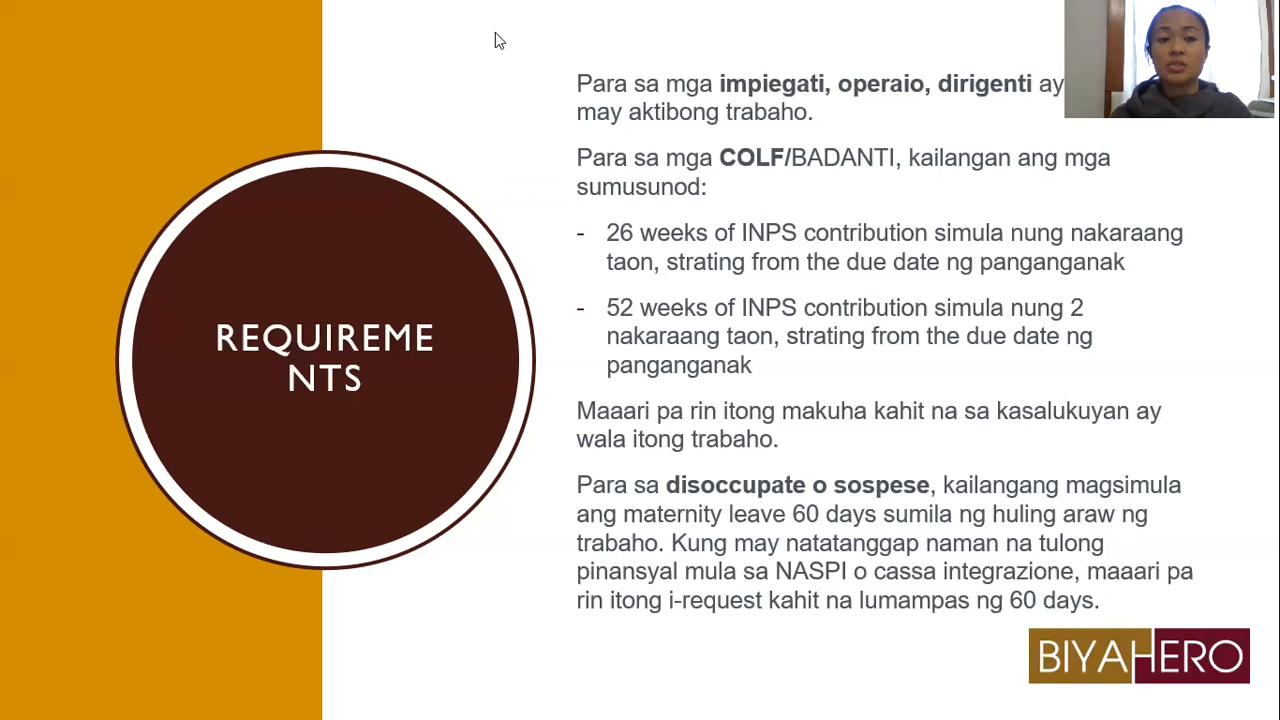 REQUIREME
NTS
Para sa mga impiegati, operaio, dirigenti ay
may aktibong trabaho.
Para sa mga COLF/BADANTI, kailangan ang mga
sumusunod:
- 26 weeks of INPS contribution simula nung nakaraang
taon, strating from the due date ng panganganak
- 52 weeks of INPS contribution simula nung 2
nakaraang taon, strating from the due date ng
panganganak
Maaari pa rin itong makuha kahit na sa kasalukuyan ay
wala itong trabaho.
Para sa disoccupate o sospese, kailangang magsimula
ang maternity leave 60 days sumila ng huling araw ng
trabaho. Kung may natatanggap naman na tulong
pinansyal mula sa NASPI o cassa integrazione, maaari pa
rin itong i-request kahit na lumampas ng 60 days.
BIYAHERO